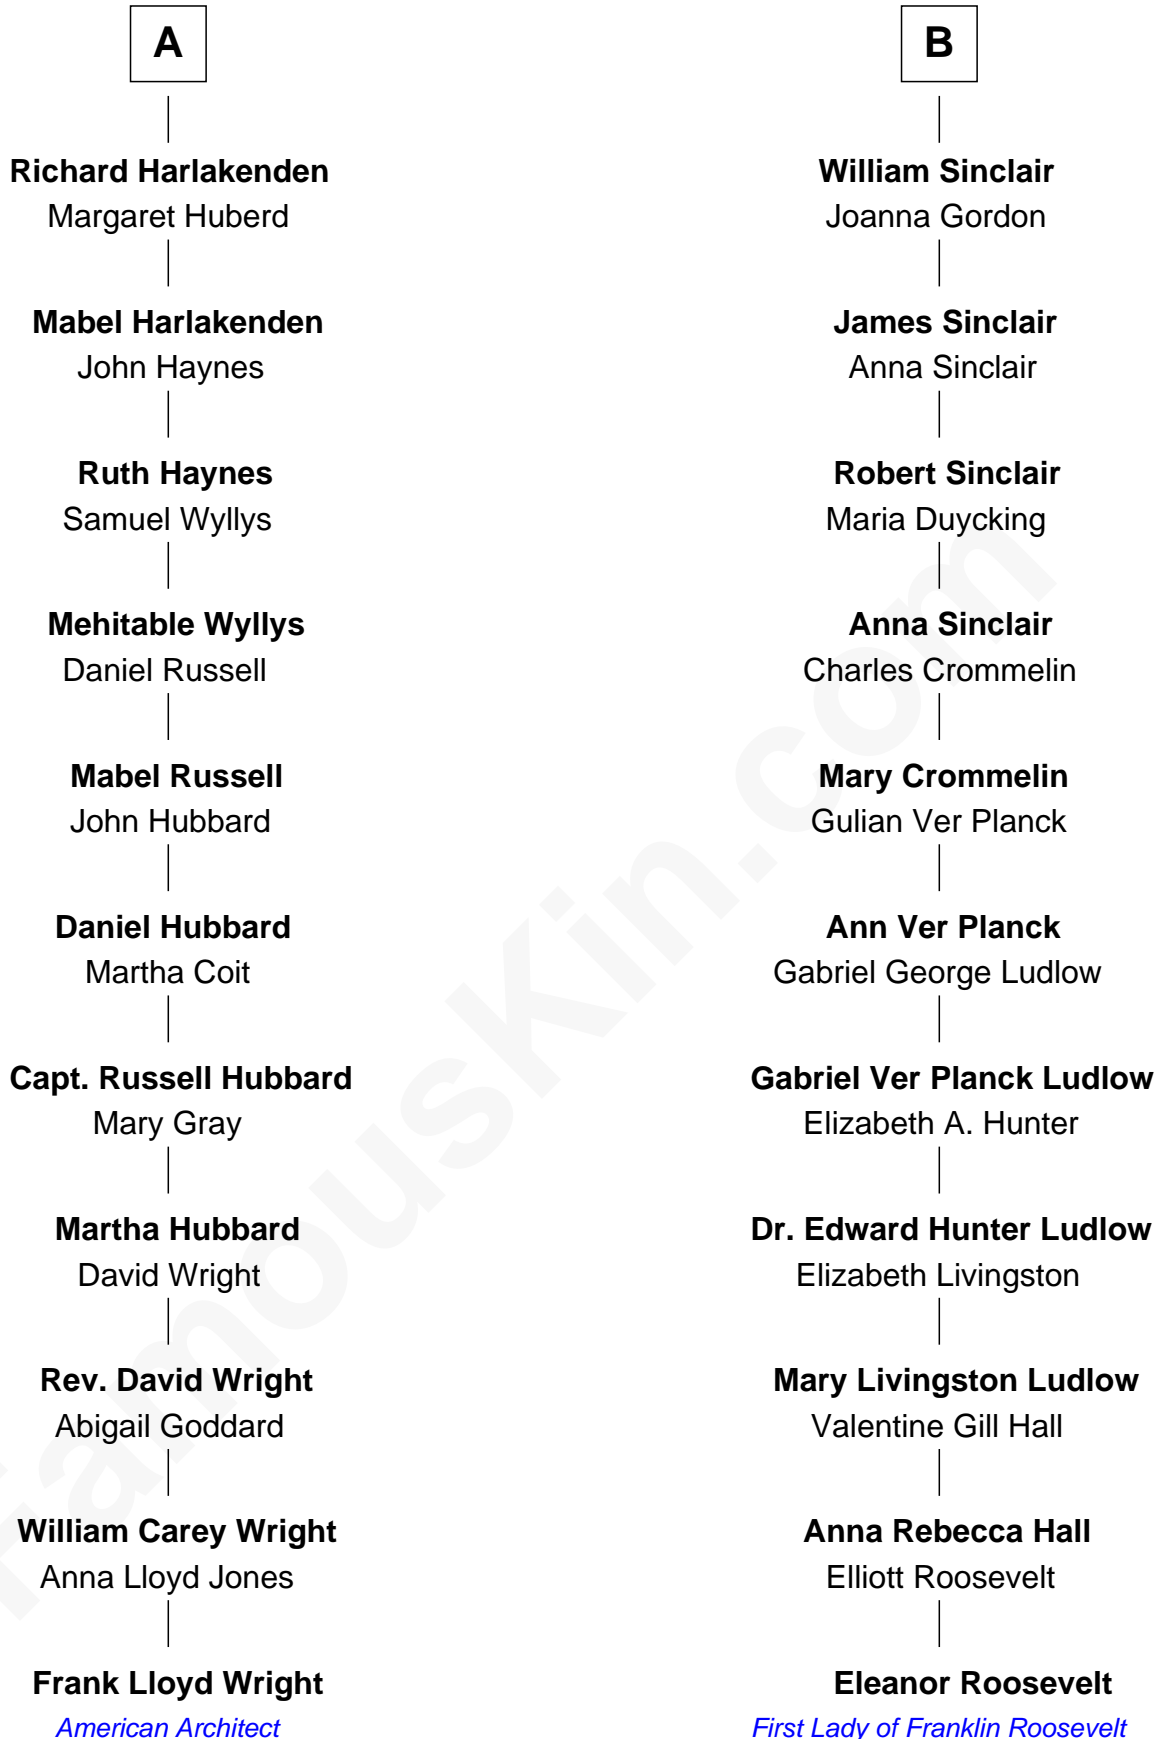 A
Richard Harlakenden
Margaret Huberd
Mabel Harlakenden
John Haynes
Ruth Haynes
Samuel Wyllys
Mehitable Wyllys
Daniel Russell
Mabel Russell
John Hubbard
Daniel Hubbard
Martha Coit
Capt. Russell Hubbard
Mary Gray
Martha Hubbard
David Wright
Rev. David Wright
Abigail Goddard
William Carey Wright
Anna Lloyd Jones
Frank Lloyd Wright
American Architect
B
William Sinclair
Joanna Gordon
James Sinclair
Anna Sinclair
Robert Sinclair
Maria Duycking
Anna Sinclair
Charles Crommelin
Mary Crommelin
Gulian Ver Planck
Ann Ver Planck
Gabriel George Ludlow
Gabriel Ver Planck Ludlow
Elizabeth A. Hunter
Dr. Edward Hunter Ludlow
Elizabeth Livingston
Mary Livingston Ludlow
Valentine Gill Hall
Anna Rebecca Hall
Elliott Roosevelt
Eleanor Roosevelt
First Lady of Franklin Roosevelt
FamousKin.com